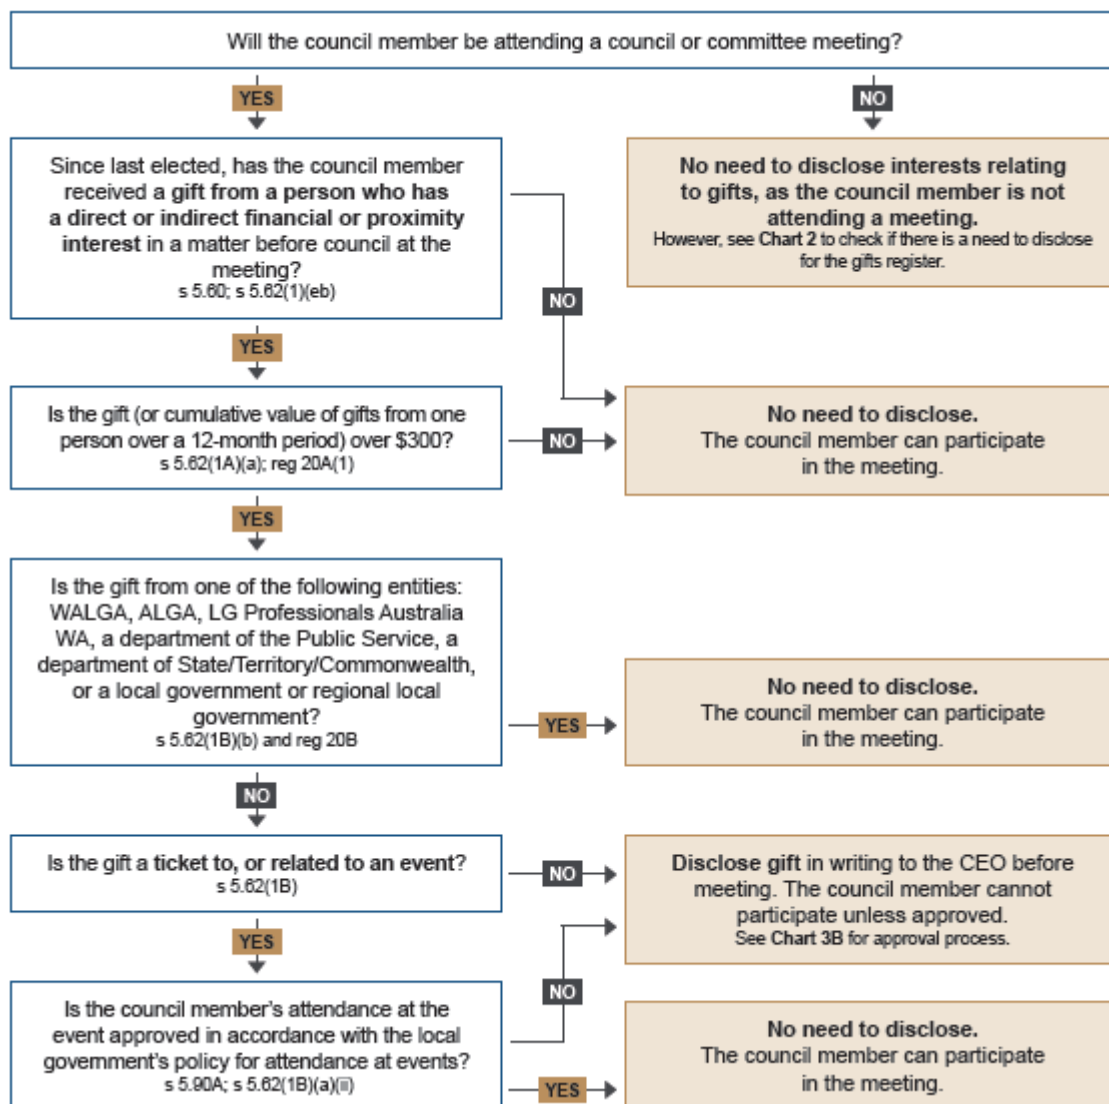 Will the council member be attending a council or committee meeting?
YES
NO
Since last elected, has the council member
received a gift from a person who has
a direct or indirect financial or proximity
interest in a matter before council at the
meeting?
s 5.60; s 5.62(1)(eb)
No need to disclose interests relating
to gifts, as the council member is not
attending a meeting.
However, see Chart 2 to check if there is a need to disclose
for the gifts register.
NO
YES
Is the gift (or cumulative value of gifts from one
person over a 12-month period) over $300?
s 5.62(1A)(a); reg 20A(1)
NO
No need to disclose.
The council member can participate
in the meeting.
YES
Is the gift from one of the following entities:
WALGA, ALGA, LG Professionals Australia
WA, a department of the Public Service, a
department of State/Territory/Commonwealth,
or a local government or regional local
government?
s 5.62(1B)(b) and reg 20B
YES
No need to disclose.
The council member can participate
in the meeting.
NO
Is the gift a ticket to, or related to an event?
s 5.62(1B)
NO
Disclose gift in writing to the CEO before
meeting. The council member cannot
participate unless approved.
See Chart 3B for approval process.
YES
NO
Is the council member's attendance at the
event approved in accordance with the local
government's policy for attendance at events?
s 5.90A; s 5.62(1B)(a)(ii)
YES
No need to disclose.
The council member can participate
in the meeting.